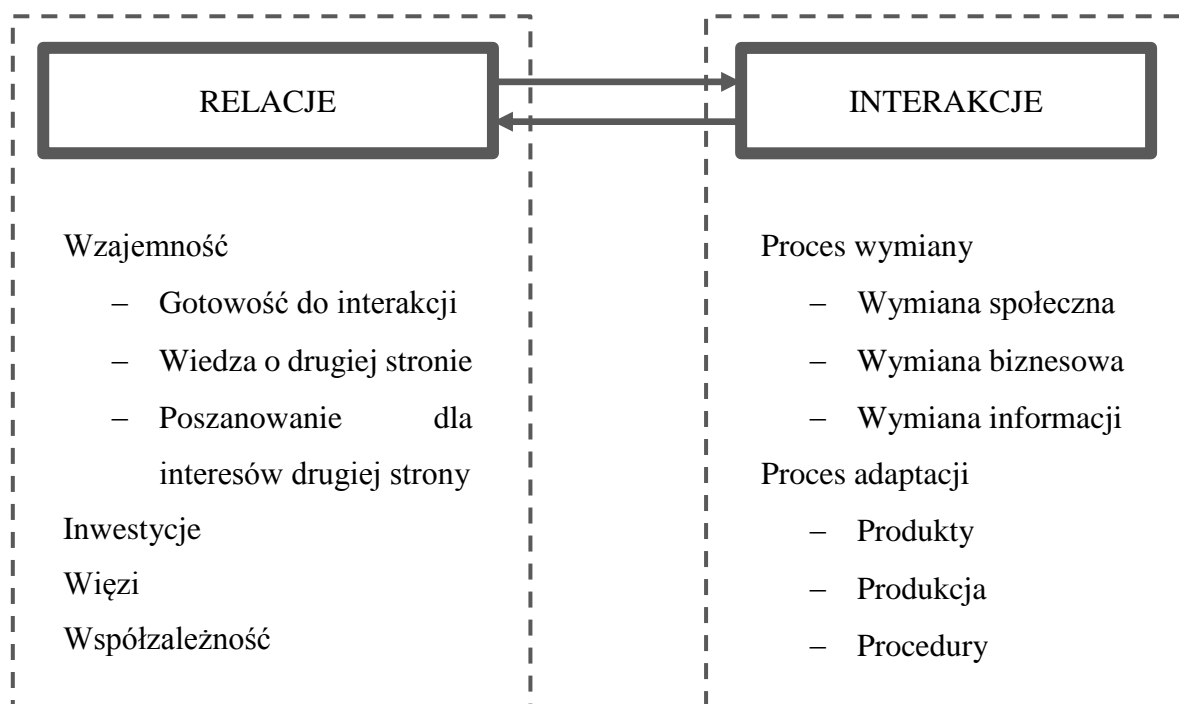 RELACJE
Wzajemność
– Gotowość do interakcji
– Wiedza o drugiej stronie
– Poszanowanie dla
interesów drugiej strony
Inwestycje
Więzi
Współzależność
INTERAKCJE
Proces wymiany
– Wymiana społeczna
– Wymiana biznesowa
– Wymiana informacji
Proces adaptacji
– Produkty
– Produkcja
– Procedury